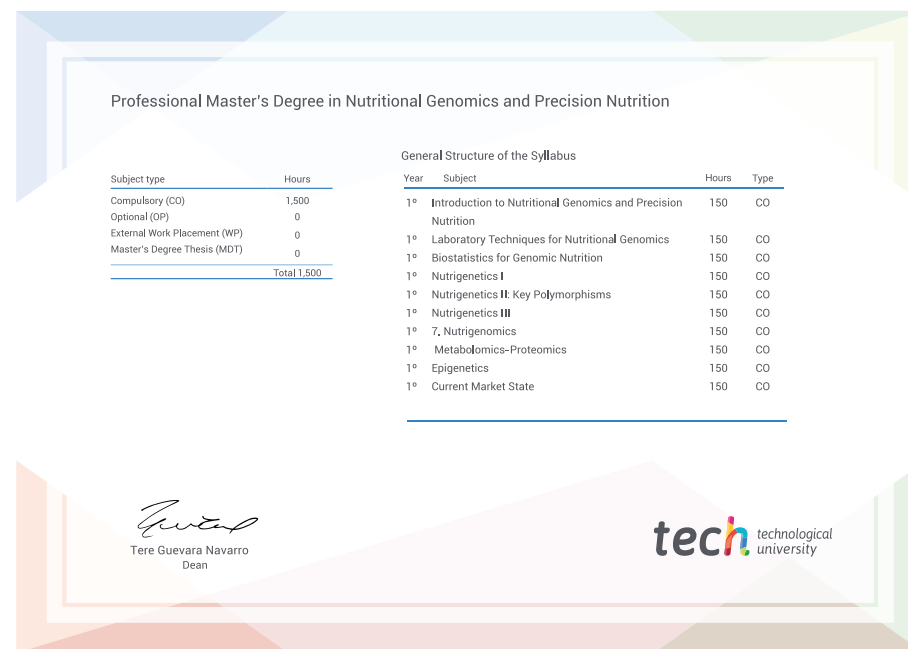 Professional Master's Degree in Nutritional Genomics and Precision Nutrition
Subject type Hours
Compulsory (CO) 1,500
Optional (OP) 0
External Work Placement (WP) 0
Master's Degree Thesis (MDT) 0
Total 1,500
General Structure of the Syllabus
Year Subject Hours Type
1º Introduction to Nutritional Genomics and Precision 150 CO
Nutrition
1º Laboratory Techniques for Nutritional Genomics 150 CO
1º Biostatistics for Genomic Nutrition 150 CO
1º Nutrigenetics I 150 CO
1º Nutrigenetics II: Key Polymorphisms 150 CO
1º Nutrigenetics III 150 CO
1º 7. Nutrigenomics 150 CO
1º Metabolomics-Proteomics 150 CO
1º Epigenetics 150 CO
1º Current Market State 150 CO
Tere Guevara Navarro
Dean
tech technological
university